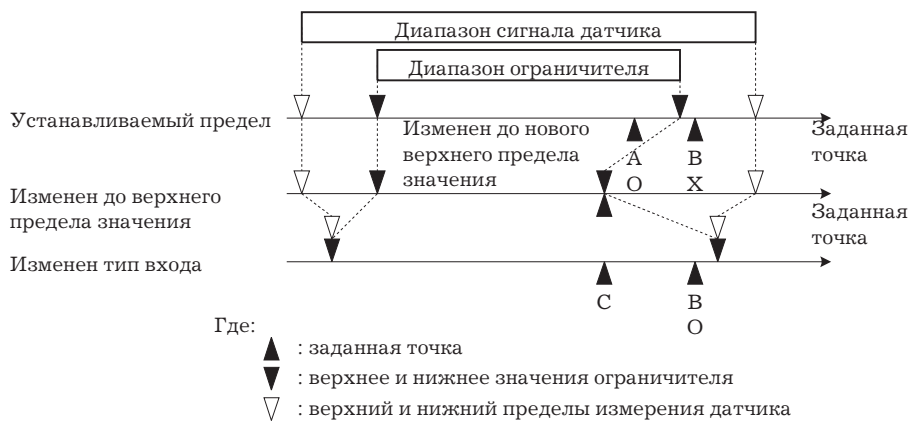 Диапазон сигнала датчика
Диапазон ограничителя
Устанавливаемый предел
Изменен до нового
верхнего предела
значения
А
О
В
Х
Заданная
точка
Изменен до верхнего
предела значения
Заданная
точка
Изменен тип входа
С
В
О
Где:
: заданная точка
: верхнее и нижнее значения ограничителя
: верхний и нижний пределы измерения датчика